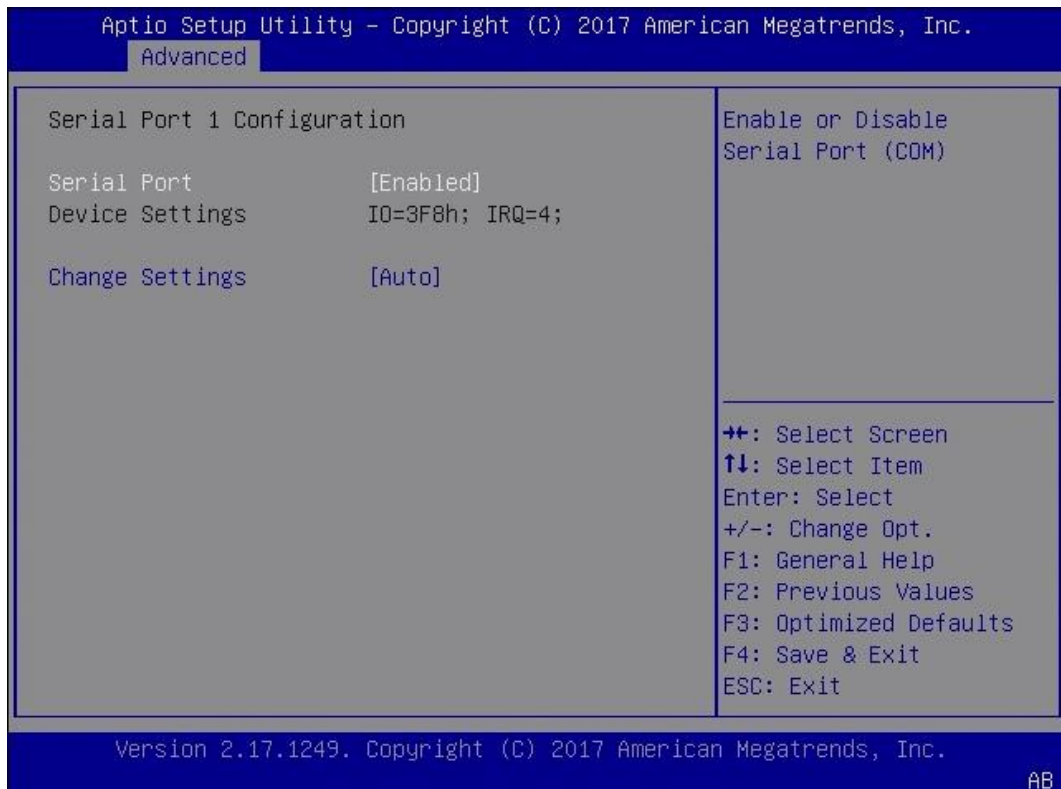 Aptio Setup Utility – Copyright (C) 2017 American Megatrends, Inc.
Advanced
Serial Port 1 Configuration
Serial Port [Enabled]
Device Settings IO=3F8h; IRQ=4;
Change Settings [Auto]
Enable or Disable
Serial Port (COM)
→←: Select Screen
↑↓: Select Item
Enter: Select
+/-: Change Opt.
F1: General Help
F2: Previous Values
F3: Optimized Defaults
F4: Save & Exit
ESC: Exit
Version 2.17.1249. Copyright (C) 2017 American Megatrends, Inc.
AB